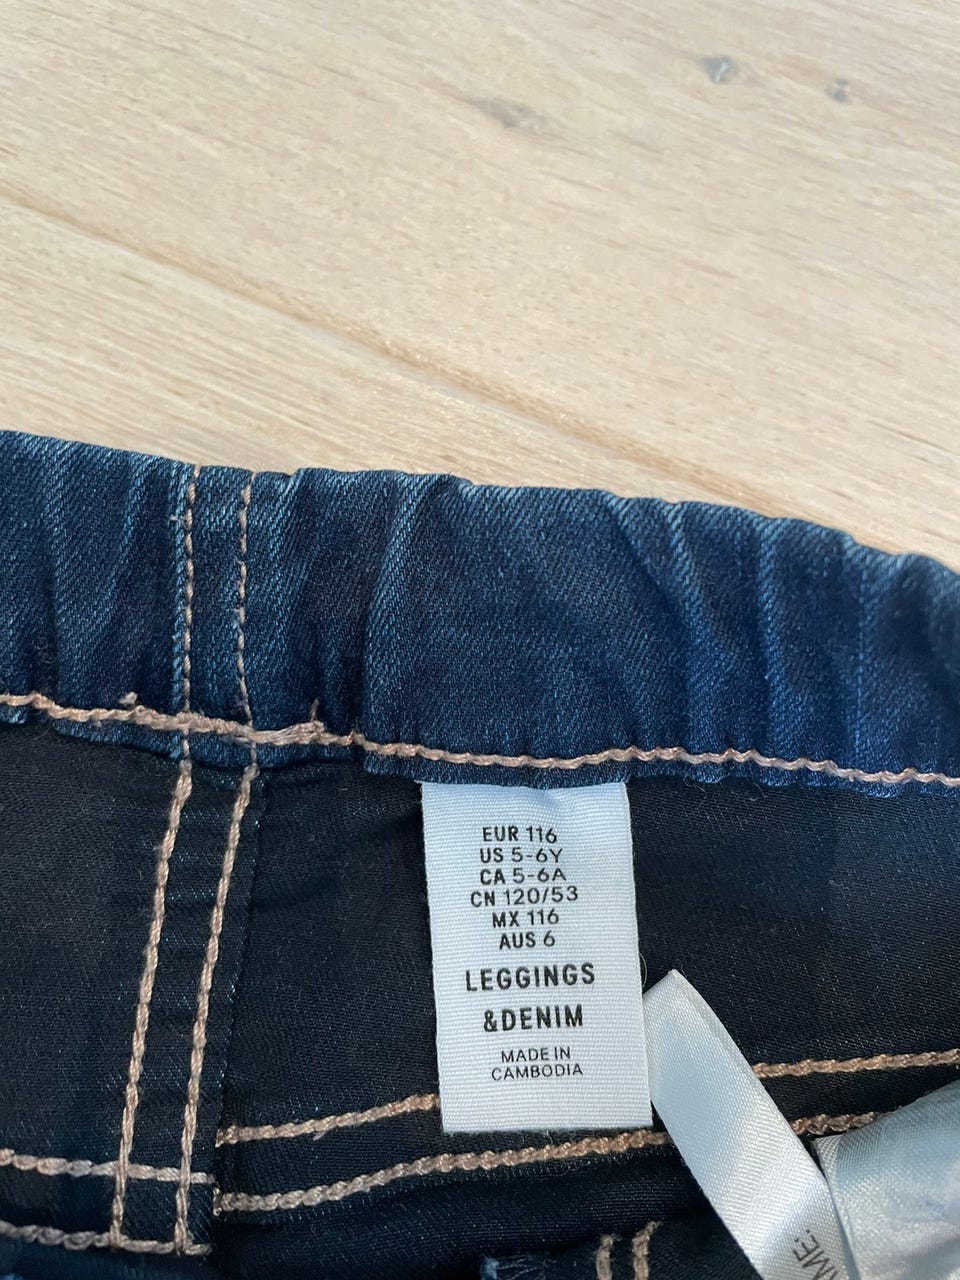 EUR 116
US 5-6Y
CA 5-6A
CN 120/53
MX 116
AUS 6
LEGGINGS
&DENIM
MADE IN
CAMBODIA